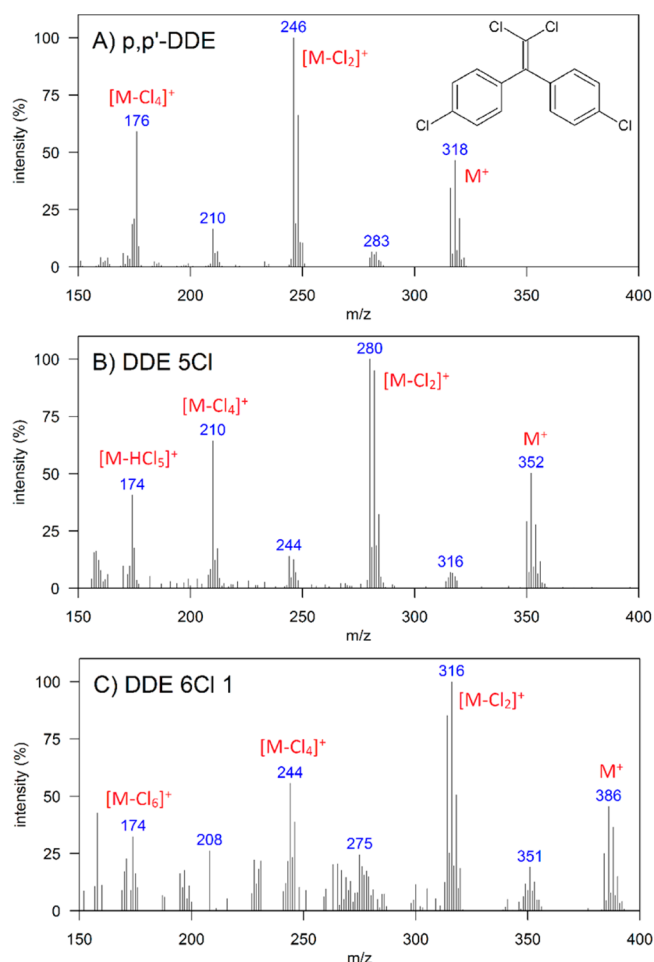 A) p,p'-DDE
[M-Cl₄]⁺
[M-Cl₂]⁺
M⁺
176
210
246
283
318
Cl
Cl
Cl
Cl
intensity (%)
100
75
50
25
0
150
200
250
300
350
400
m/z
B) DDE 5Cl
[M-HCl₅]⁺
[M-Cl₄]⁺
[M-Cl₂]⁺
M⁺
174
210
244
280
316
352
intensity (%)
100
75
50
25
0
150
200
250
300
350
400
m/z
C) DDE 6Cl 1
[M-Cl₆]⁺
[M-Cl₄]⁺
[M-Cl₂]⁺
M⁺
174
208
244
275
316
351
386
intensity (%)
100
75
50
25
0
150
200
250
300
350
400
m/z